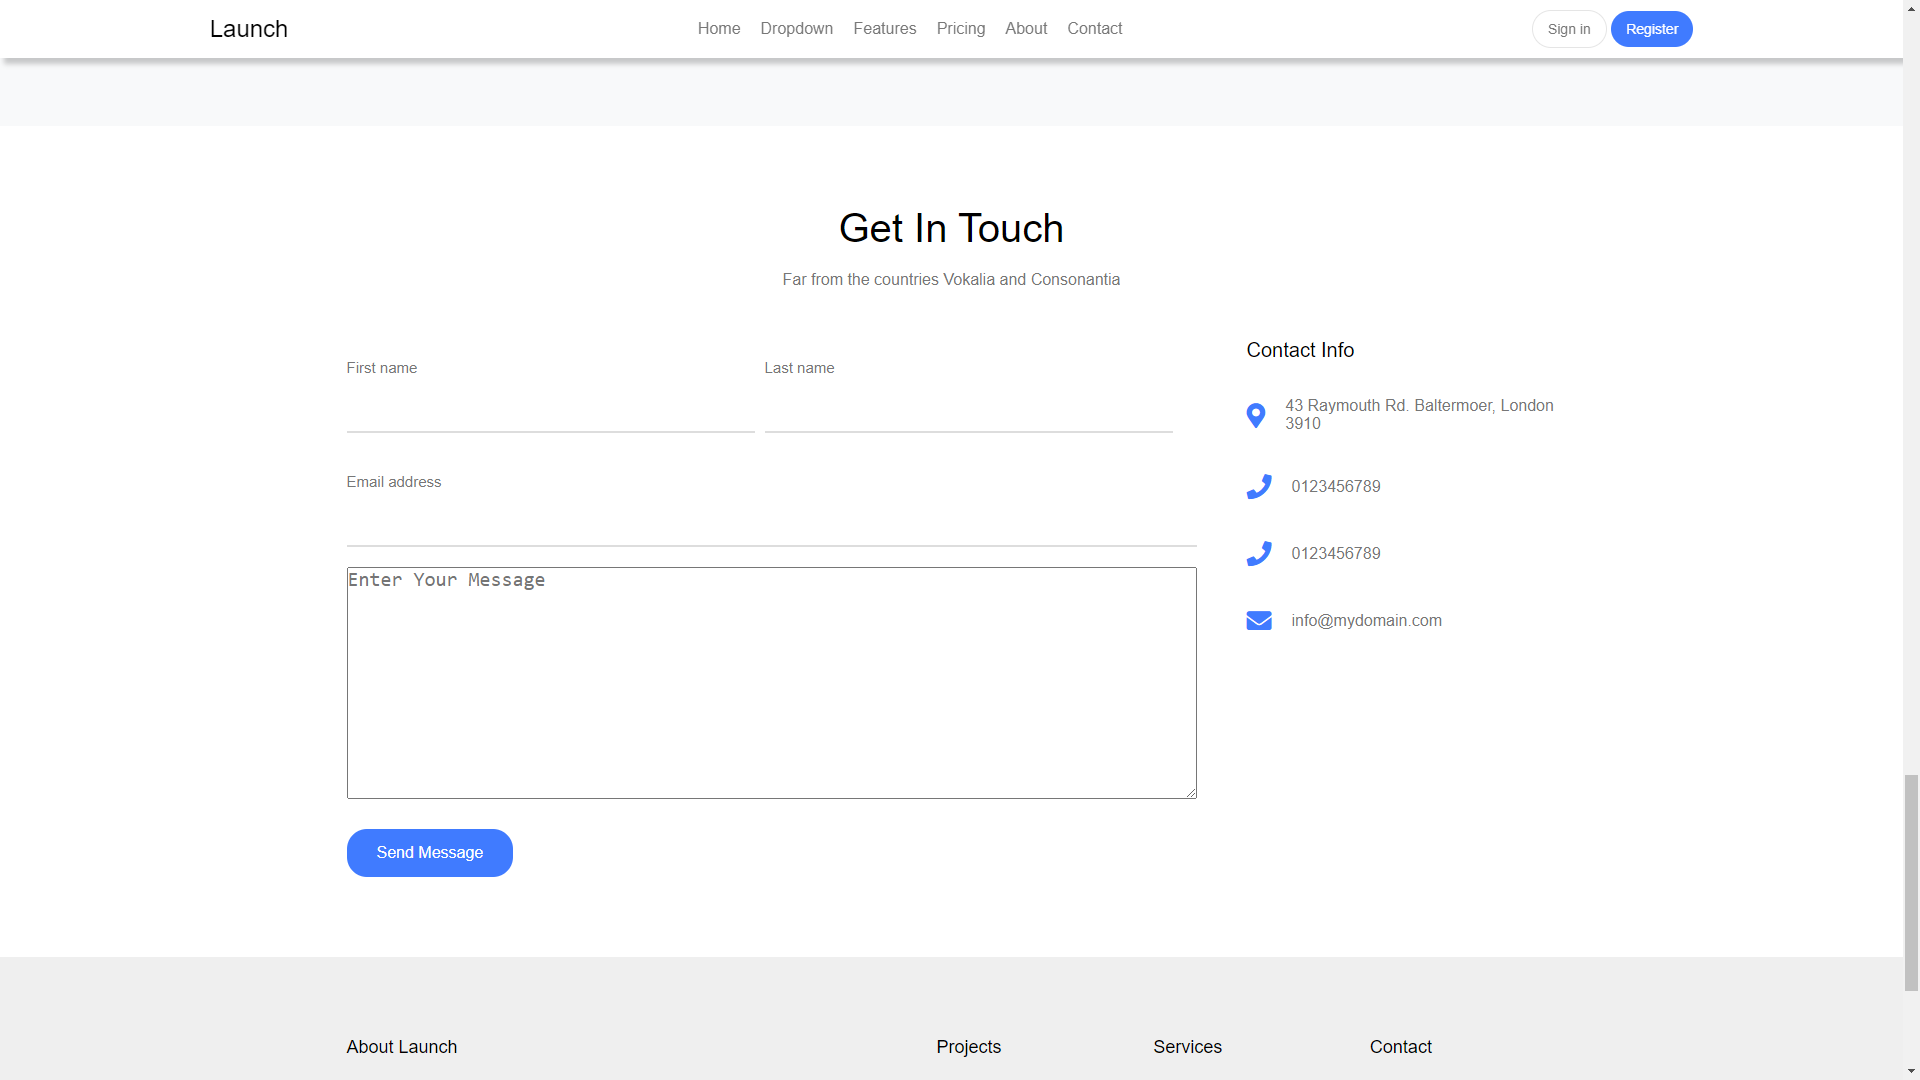 Launch
Home Dropdown Features Pricing About Contact
Sign in Register
Get In Touch
Far from the countries Vokalia and Consonantia
First name Last name
Email address
Enter Your Message
Send Message
Contact Info
43 Raymouth Rd. Baltermoer, London
3910
0123456789
0123456789
info@mydomain.com
About Launch Projects Services Contact